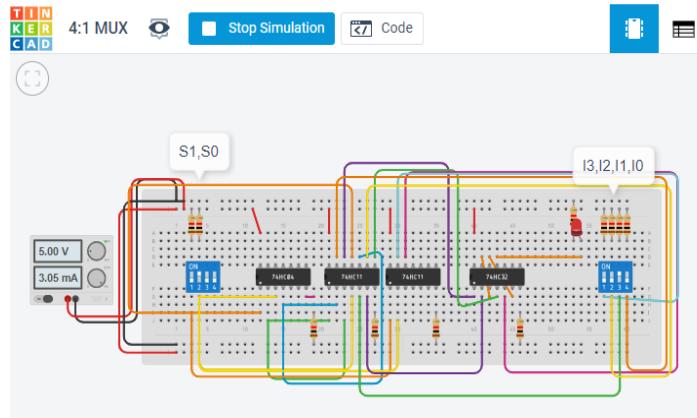 TIN
KER
CAD
4:1 MUX
Stop Simulation
Code
S1,S0
I3,I2,I1,I0
5.00 V
3.05 mA
ON
1 2 3 4
74HC04
74HC11
74HC11
74HC32
ON
1 2 3 4